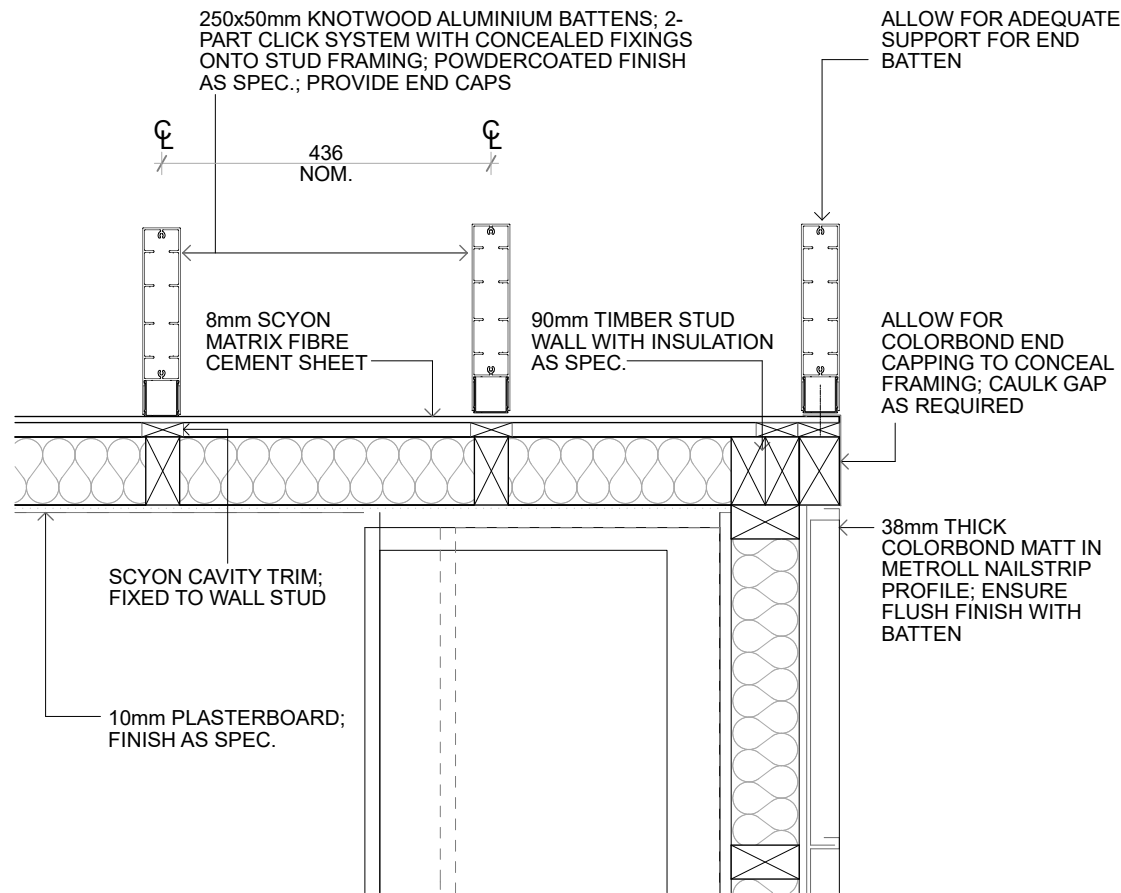 250x50mm KNOTWOOD ALUMINIUM BATTENS; 2-
PART CLICK SYSTEM WITH CONCEALED FIXINGS
ONTO STUD FRAMING; POWDERCOATED FINISH
AS SPEC.; PROVIDE END CAPS
ALLOW FOR ADEQUATE
SUPPORT FOR END
BATTEN
℄
℄
436
NOM.
8mm SCYON
MATRIX FIBRE
CEMENT SHEET
90mm TIMBER STUD
WALL WITH INSULATION
AS SPEC.
ALLOW FOR
COLORBOND END
CAPPING TO CONCEAL
FRAMING; CAULK GAP
AS REQUIRED
SCYON CAVITY TRIM;
FIXED TO WALL STUD
38mm THICK
COLORBOND MATT IN
METROLL NAILSTRIP
PROFILE; ENSURE
FLUSH FINISH WITH
BATTEN
10mm PLASTERBOARD;
FINISH AS SPEC.